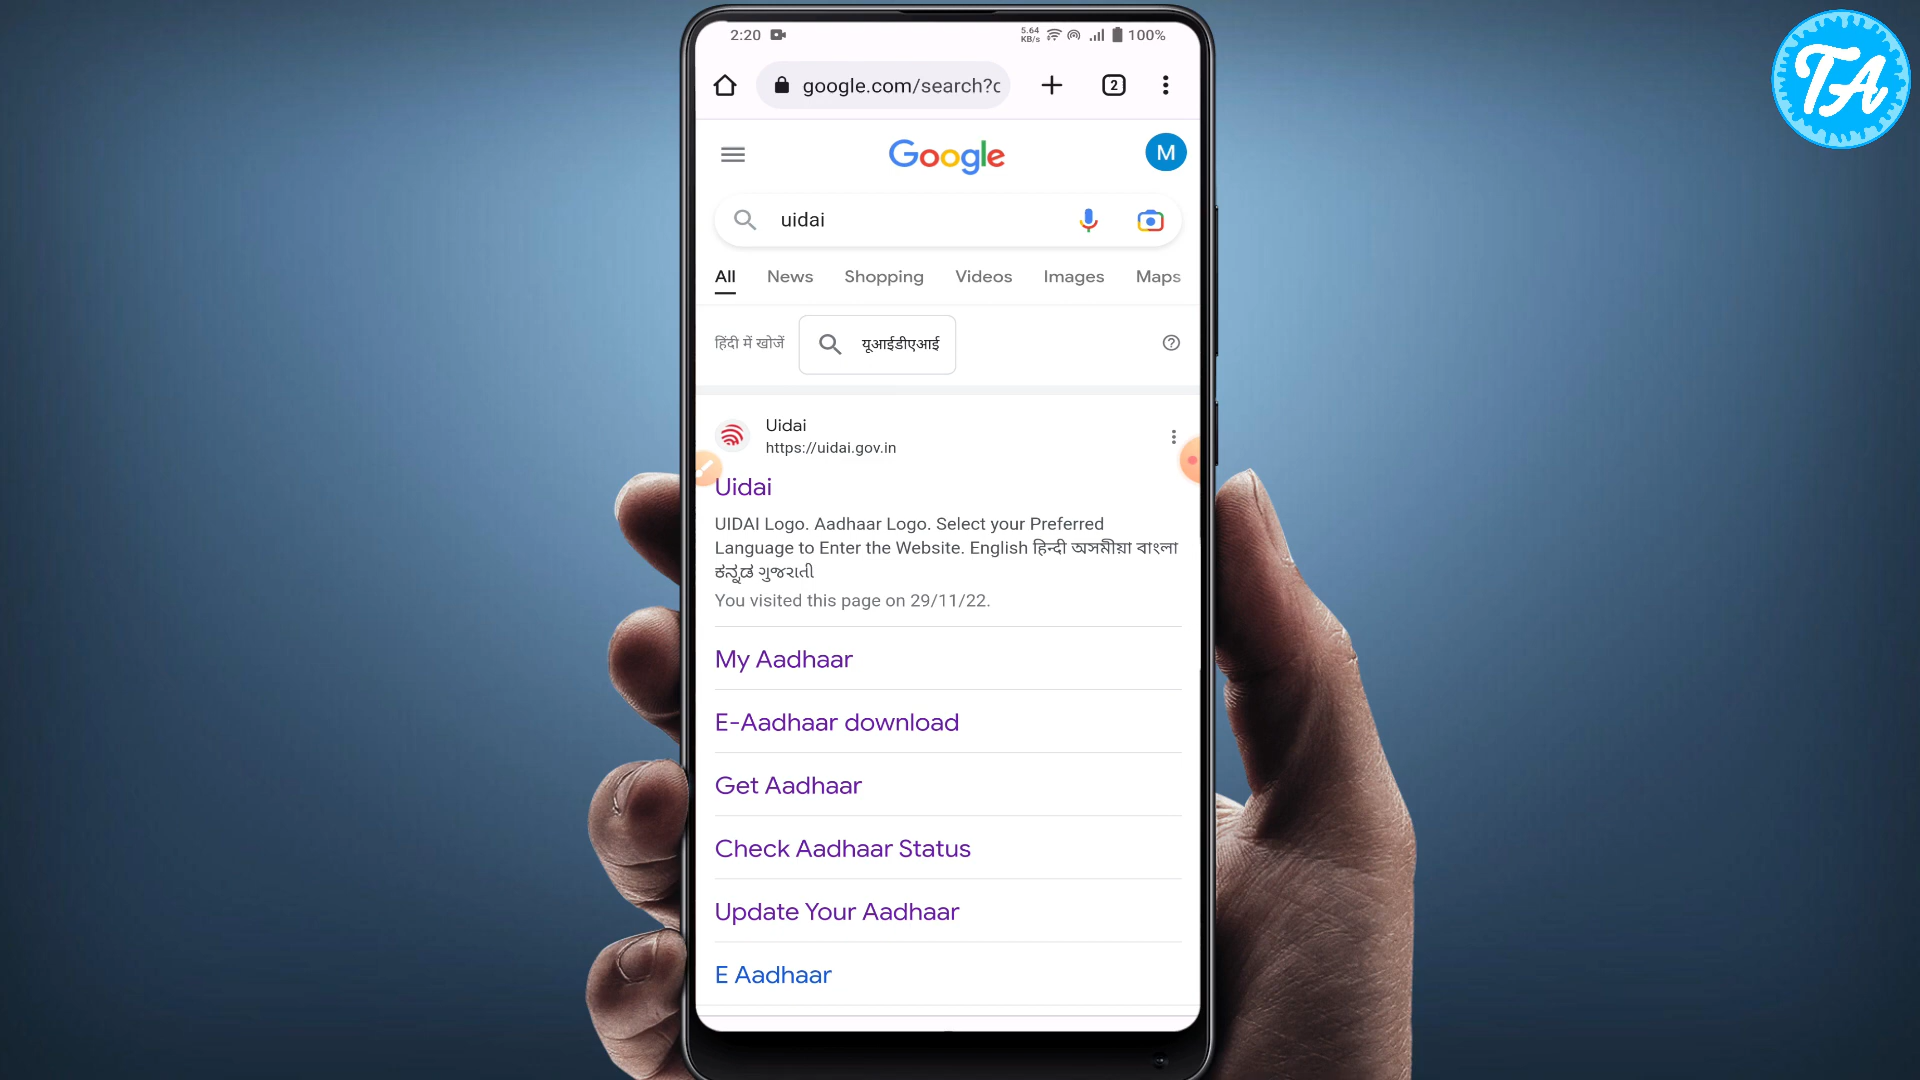 TA
2:20
5.64
KB/s
100%
google.com/search?
2
Google
M
uidai
All News Shopping Videos Images Maps
हिंदी में खोजें यूआईडीएआई
Uidai
https://uidai.gov.in
Uidai
UIDAI Logo. Aadhaar Logo. Select your Preferred
Language to Enter the Website. English हिन्दी অসমীয়া বাংলা
ಕನ್ನಡ ગુજરાતી
You visited this page on 29/11/22.
My Aadhaar
E-Aadhaar download
Get Aadhaar
Check Aadhaar Status
Update Your Aadhaar
E Aadhaar